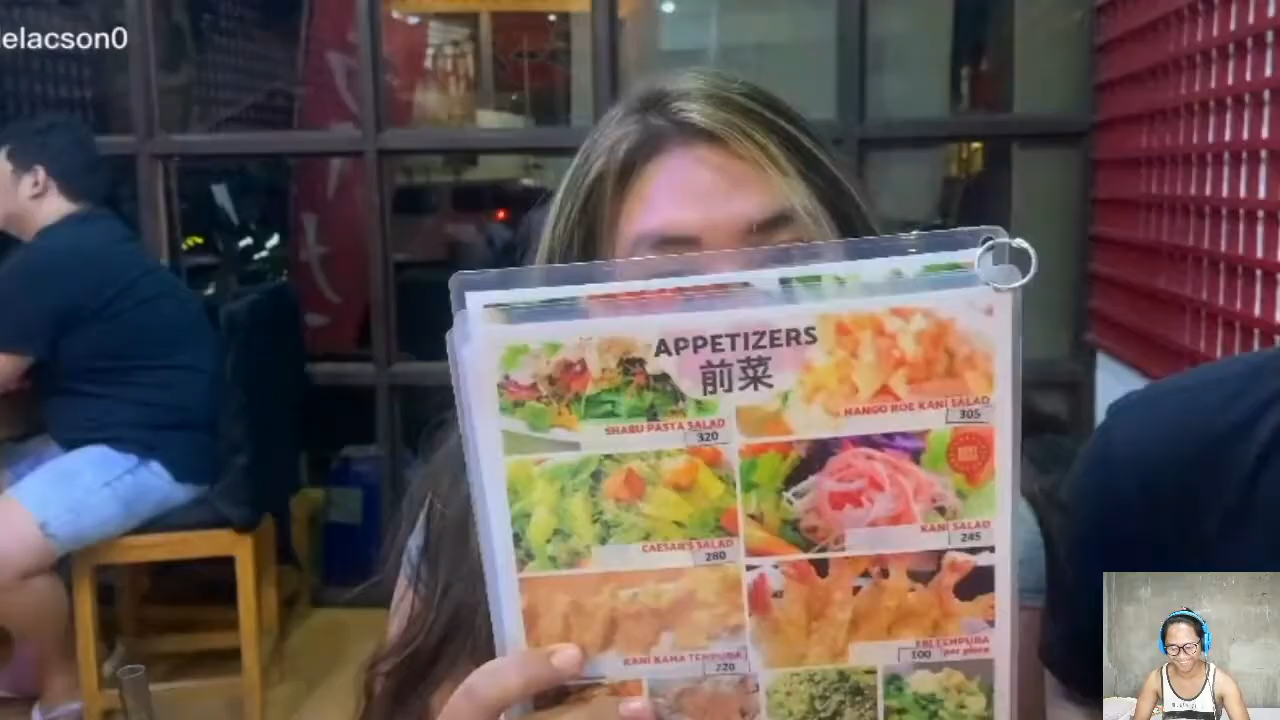 elacson0
APPETIZERS
前菜
SHABU PASTA SALAD
320
MANGO ROE KANI SALAD
305
CAESAR'S SALAD
280
KANI SALAD
245
KANI KAMA TEMPURA
220
EBI TEMPURA
100 per piece